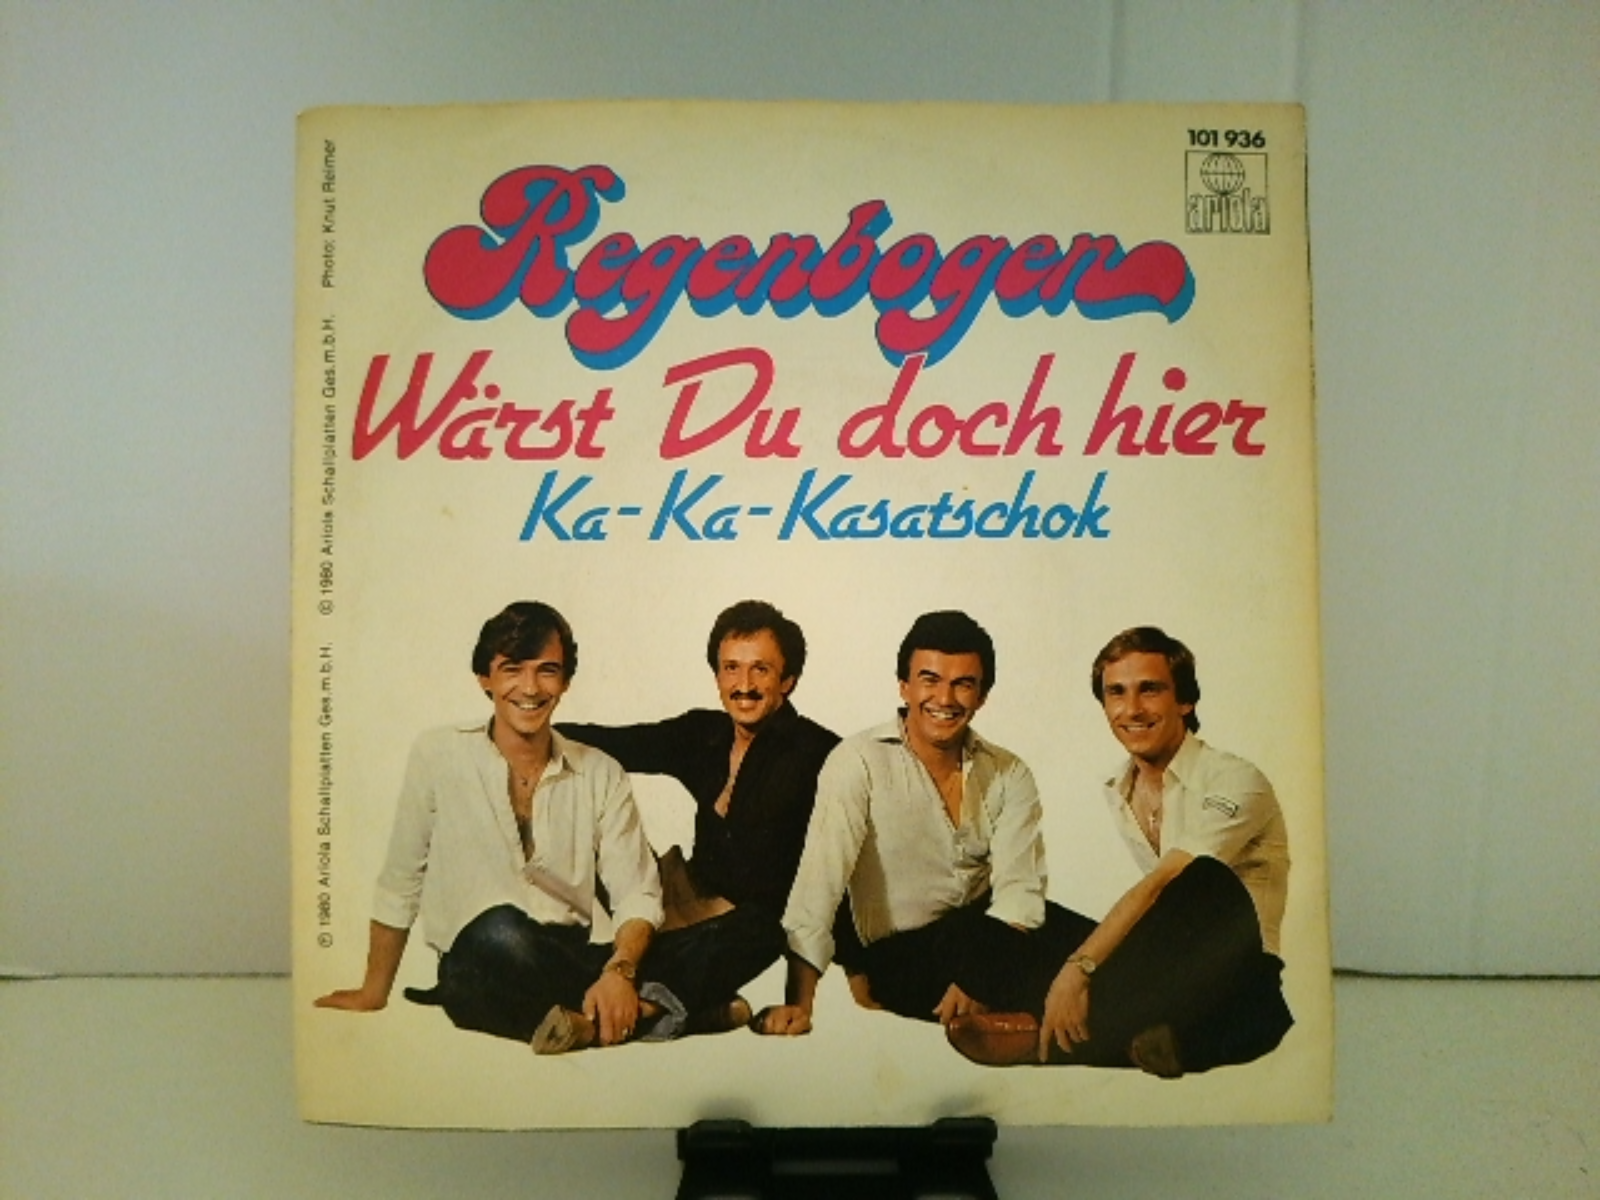 101 936
ariola
Regenbogen
Wärst Du doch hier
Ka-Ka-Kasatschok
Ⓟ 1980 Ariola Schallplatten Ges.m.b.H. © 1980 Ariola Schallplatten Ges.m.b.H. Photo: Knut Reimer